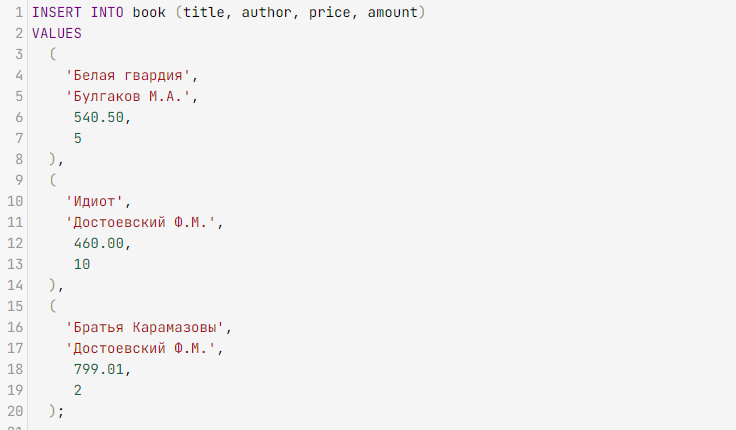 1 INSERT INTO book (title, author, price, amount)
2 VALUES
3 (
4 'Белая гвардия',
5 'Булгаков М.А.',
6 540.50,
7 5
8 ),
9 (
10 'Идиот',
11 'Достоевский Ф.М.',
12 460.00,
13 10
14 ),
15 (
16 'Братья Карамазовы',
17 'Достоевский Ф.М.',
18 799.01,
19 2
20 );